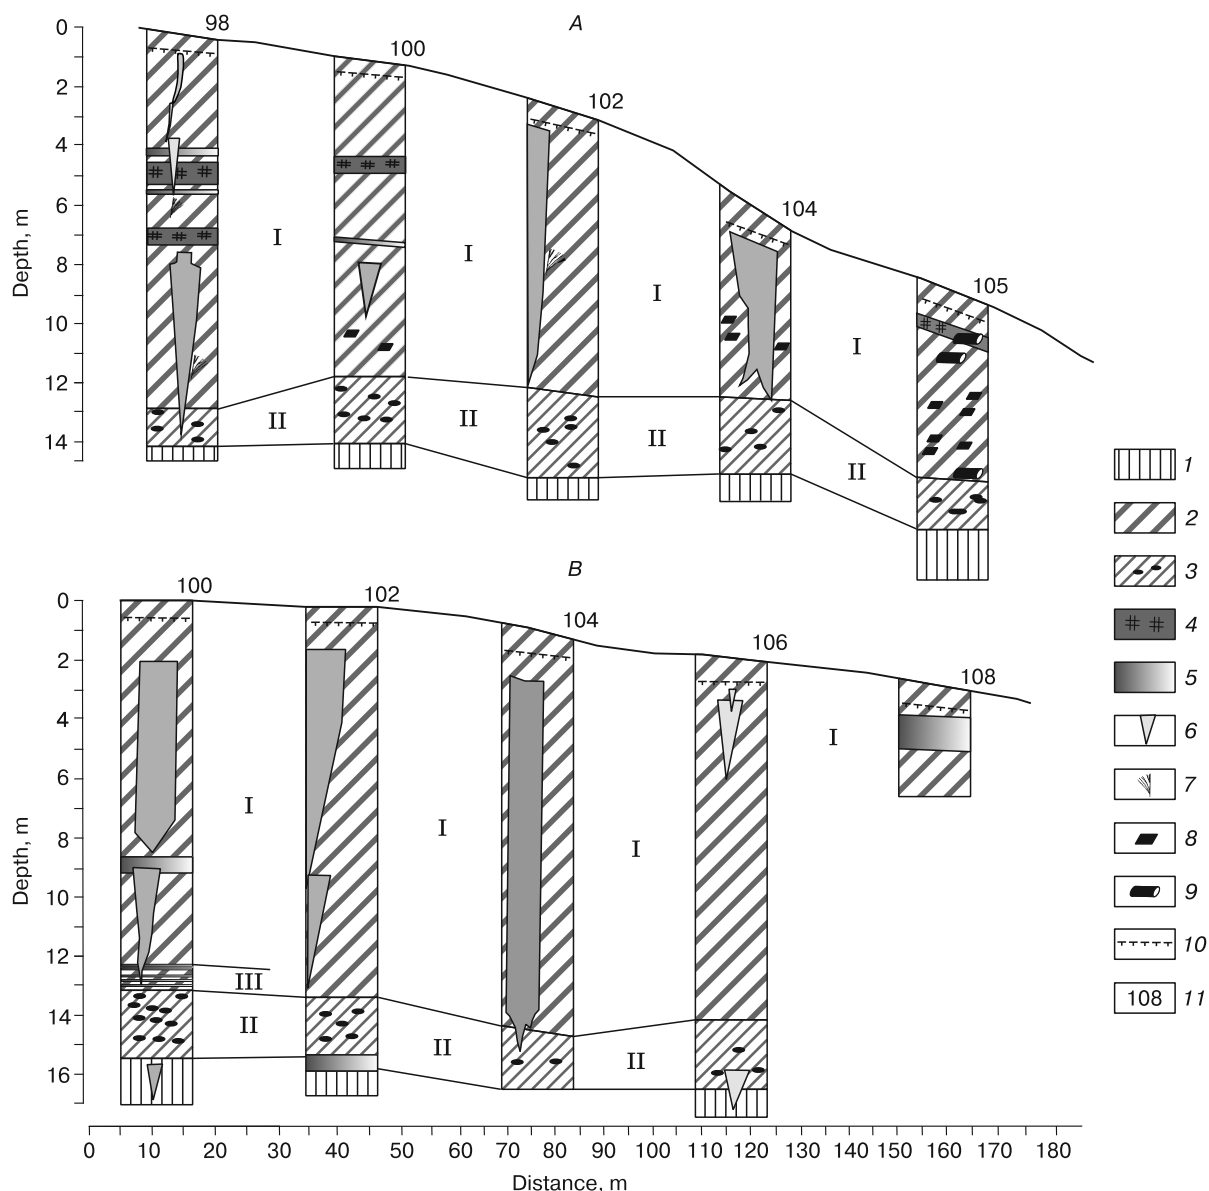 A
0
2
4
6
8
10
12
14
Depth, m
98
100
102
104
105
I
I
I
I
II
II
II
II
B
0
2
4
6
8
10
12
14
16
Depth, m
100
102
104
106
108
I
I
I
I
III
II
II
II
0 10 20 30 40 50 60 70 80 90 100 110 120 130 140 150 160 170 180
Distance, m
1
2
3
4
5
6
7
8
9
10
108 11